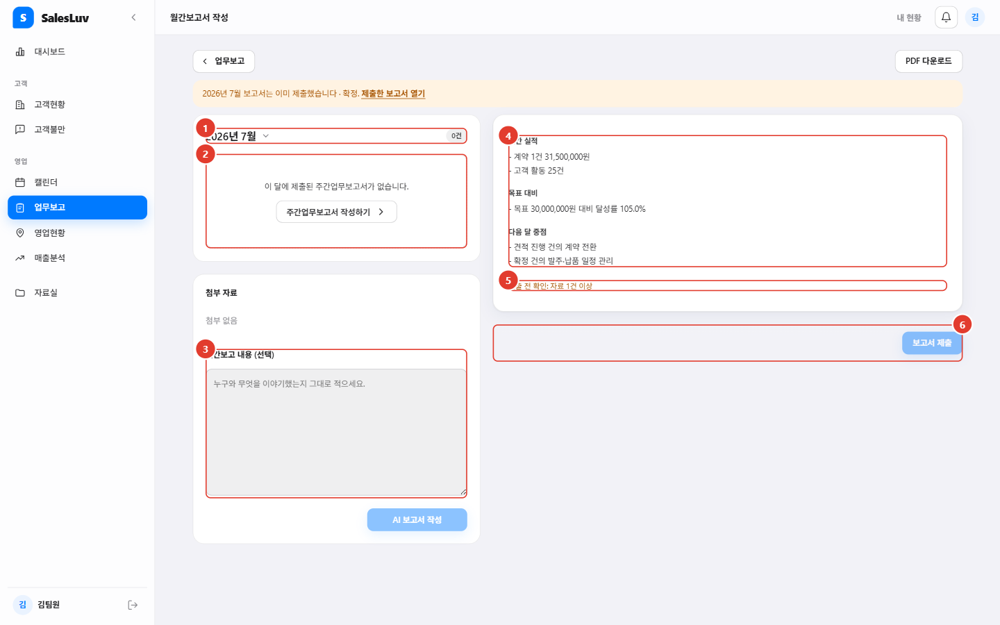 S SalesLuv
월간보고서 작성
내 현황
김
대시보드
고객
고객현황
고객불만
영업
캘린더
업무보고
영업현황
매출분석
자료실
김 김팀원
업무보고
PDF 다운로드
2026년 7월 보고서는 이미 제출했습니다 · 확정. 제출한 보고서 열기
1
2026년 7월
0건
2
이 달에 제출된 주간업무보고서가 없습니다.
주간업무보고서 작성하기
첨부 자료
첨부 없음
3
간보고 내용 (선택)
누구와 무엇을 이야기했는지 그대로 적으세요.
AI 보고서 작성
4
간 실적
- 계약 1건 31,500,000원
- 고객 활동 25건
목표 대비
- 목표 30,000,000원 대비 달성률 105.0%
다음 달 중점
- 견적 진행 건의 계약 전환
- 확정 건의 발주·납품 일정 관리
5
출 전 확인: 자료 1건 이상
6
보고서 제출